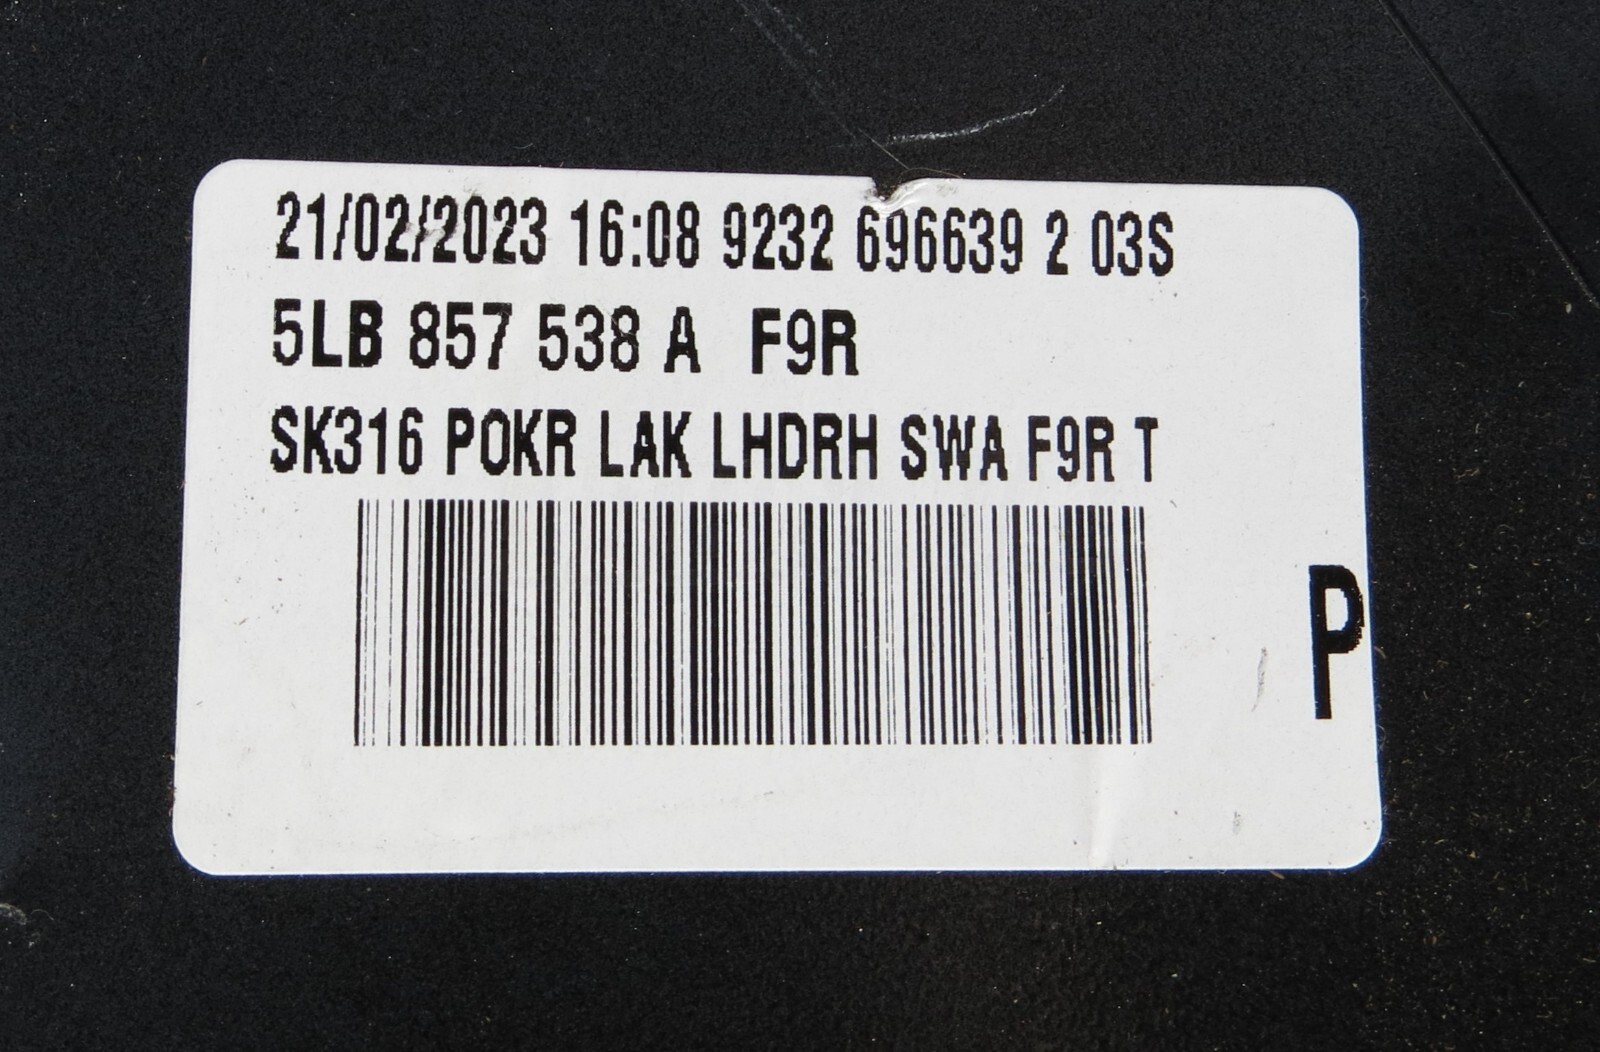 21/02/2023 16:08 9232 696639 2 03S
5LB 857 538 A F9R
SK316 POKR LAK LHDRH SWA F9R T
P